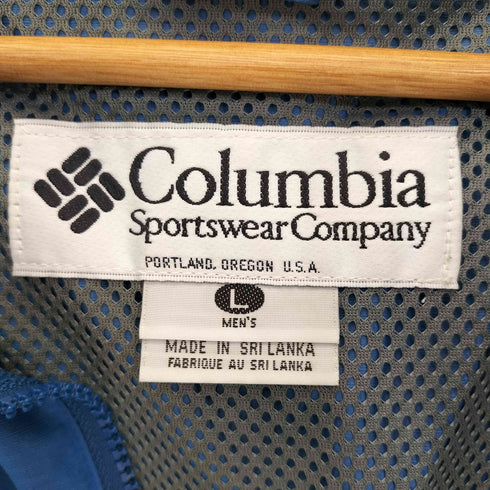 Columbia
Sportswear Company
PORTLAND, OREGON U.S.A.
L
MEN'S
MADE IN SRI LANKA
FABRIQUE AU SRI LANKA